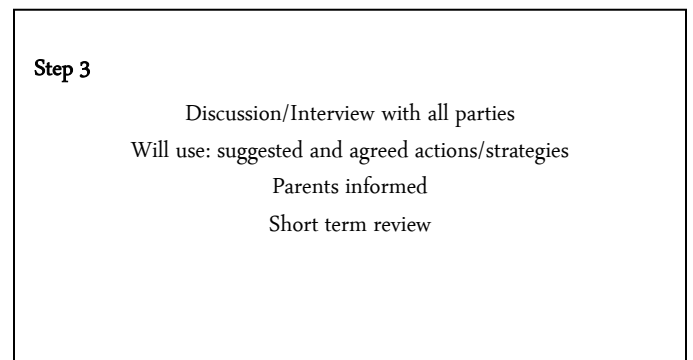 Step 3
Discussion/Interview with all parties
Will use: suggested and agreed actions/strategies
Parents informed
Short term review